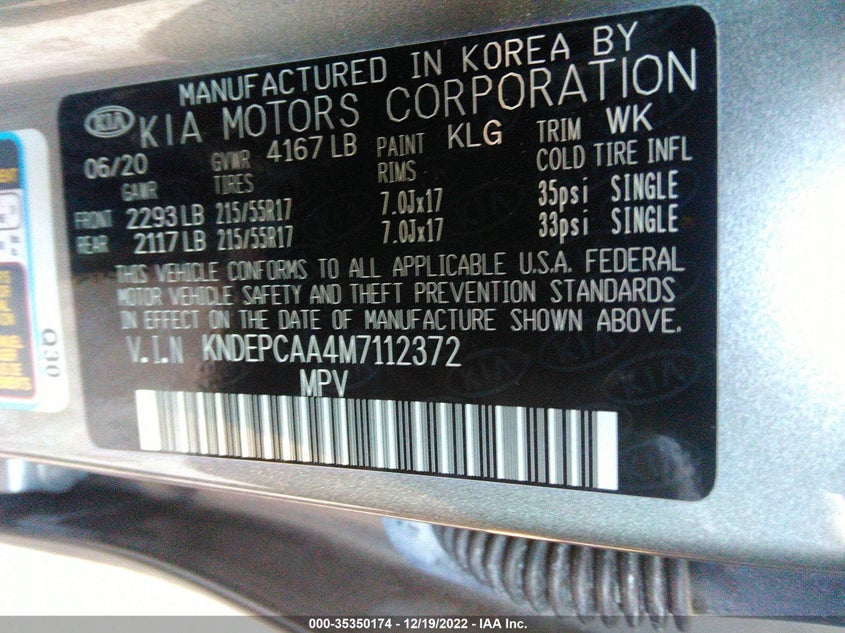 MANUFACTURED IN KOREA BY
KIA KIA MOTORS CORPORATION
06/20 GVWR 4167 LB PAINT KLG TRIM WK
GAWR TIRES RIMS COLD TIRE INFL
FRONT 2293 LB 215/55R17 7.0Jx17 35psi SINGLE
REAR 2117 LB 215/55R17 7.0Jx17 33psi SINGLE
THIS VEHICLE CONFORMS TO ALL APPLICABLE U.S.A. FEDERAL
MOTOR VEHICLE SAFETY AND THEFT PREVENTION STANDARDS
IN EFFECT ON THE DATE OF MANUFACTURE SHOWN ABOVE.
V.I.N KNDEPCAA4M7112372
MPV
Q30
000-35350174 - 12/19/2022 - IAA Inc.